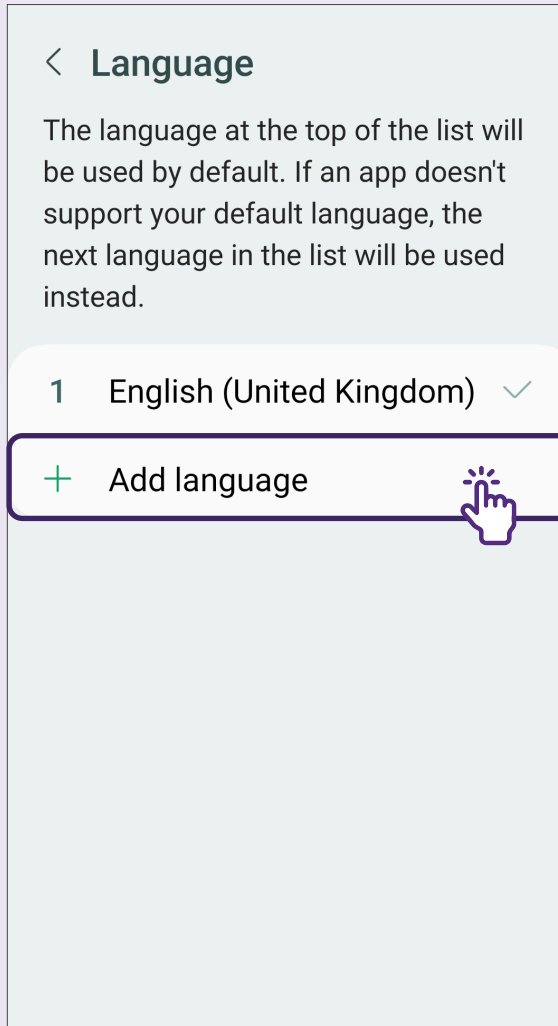 Language
The language at the top of the list will
be used by default. If an app doesn't
support your default language, the
next language in the list will be used
instead.
1 English (United Kingdom)
Add language